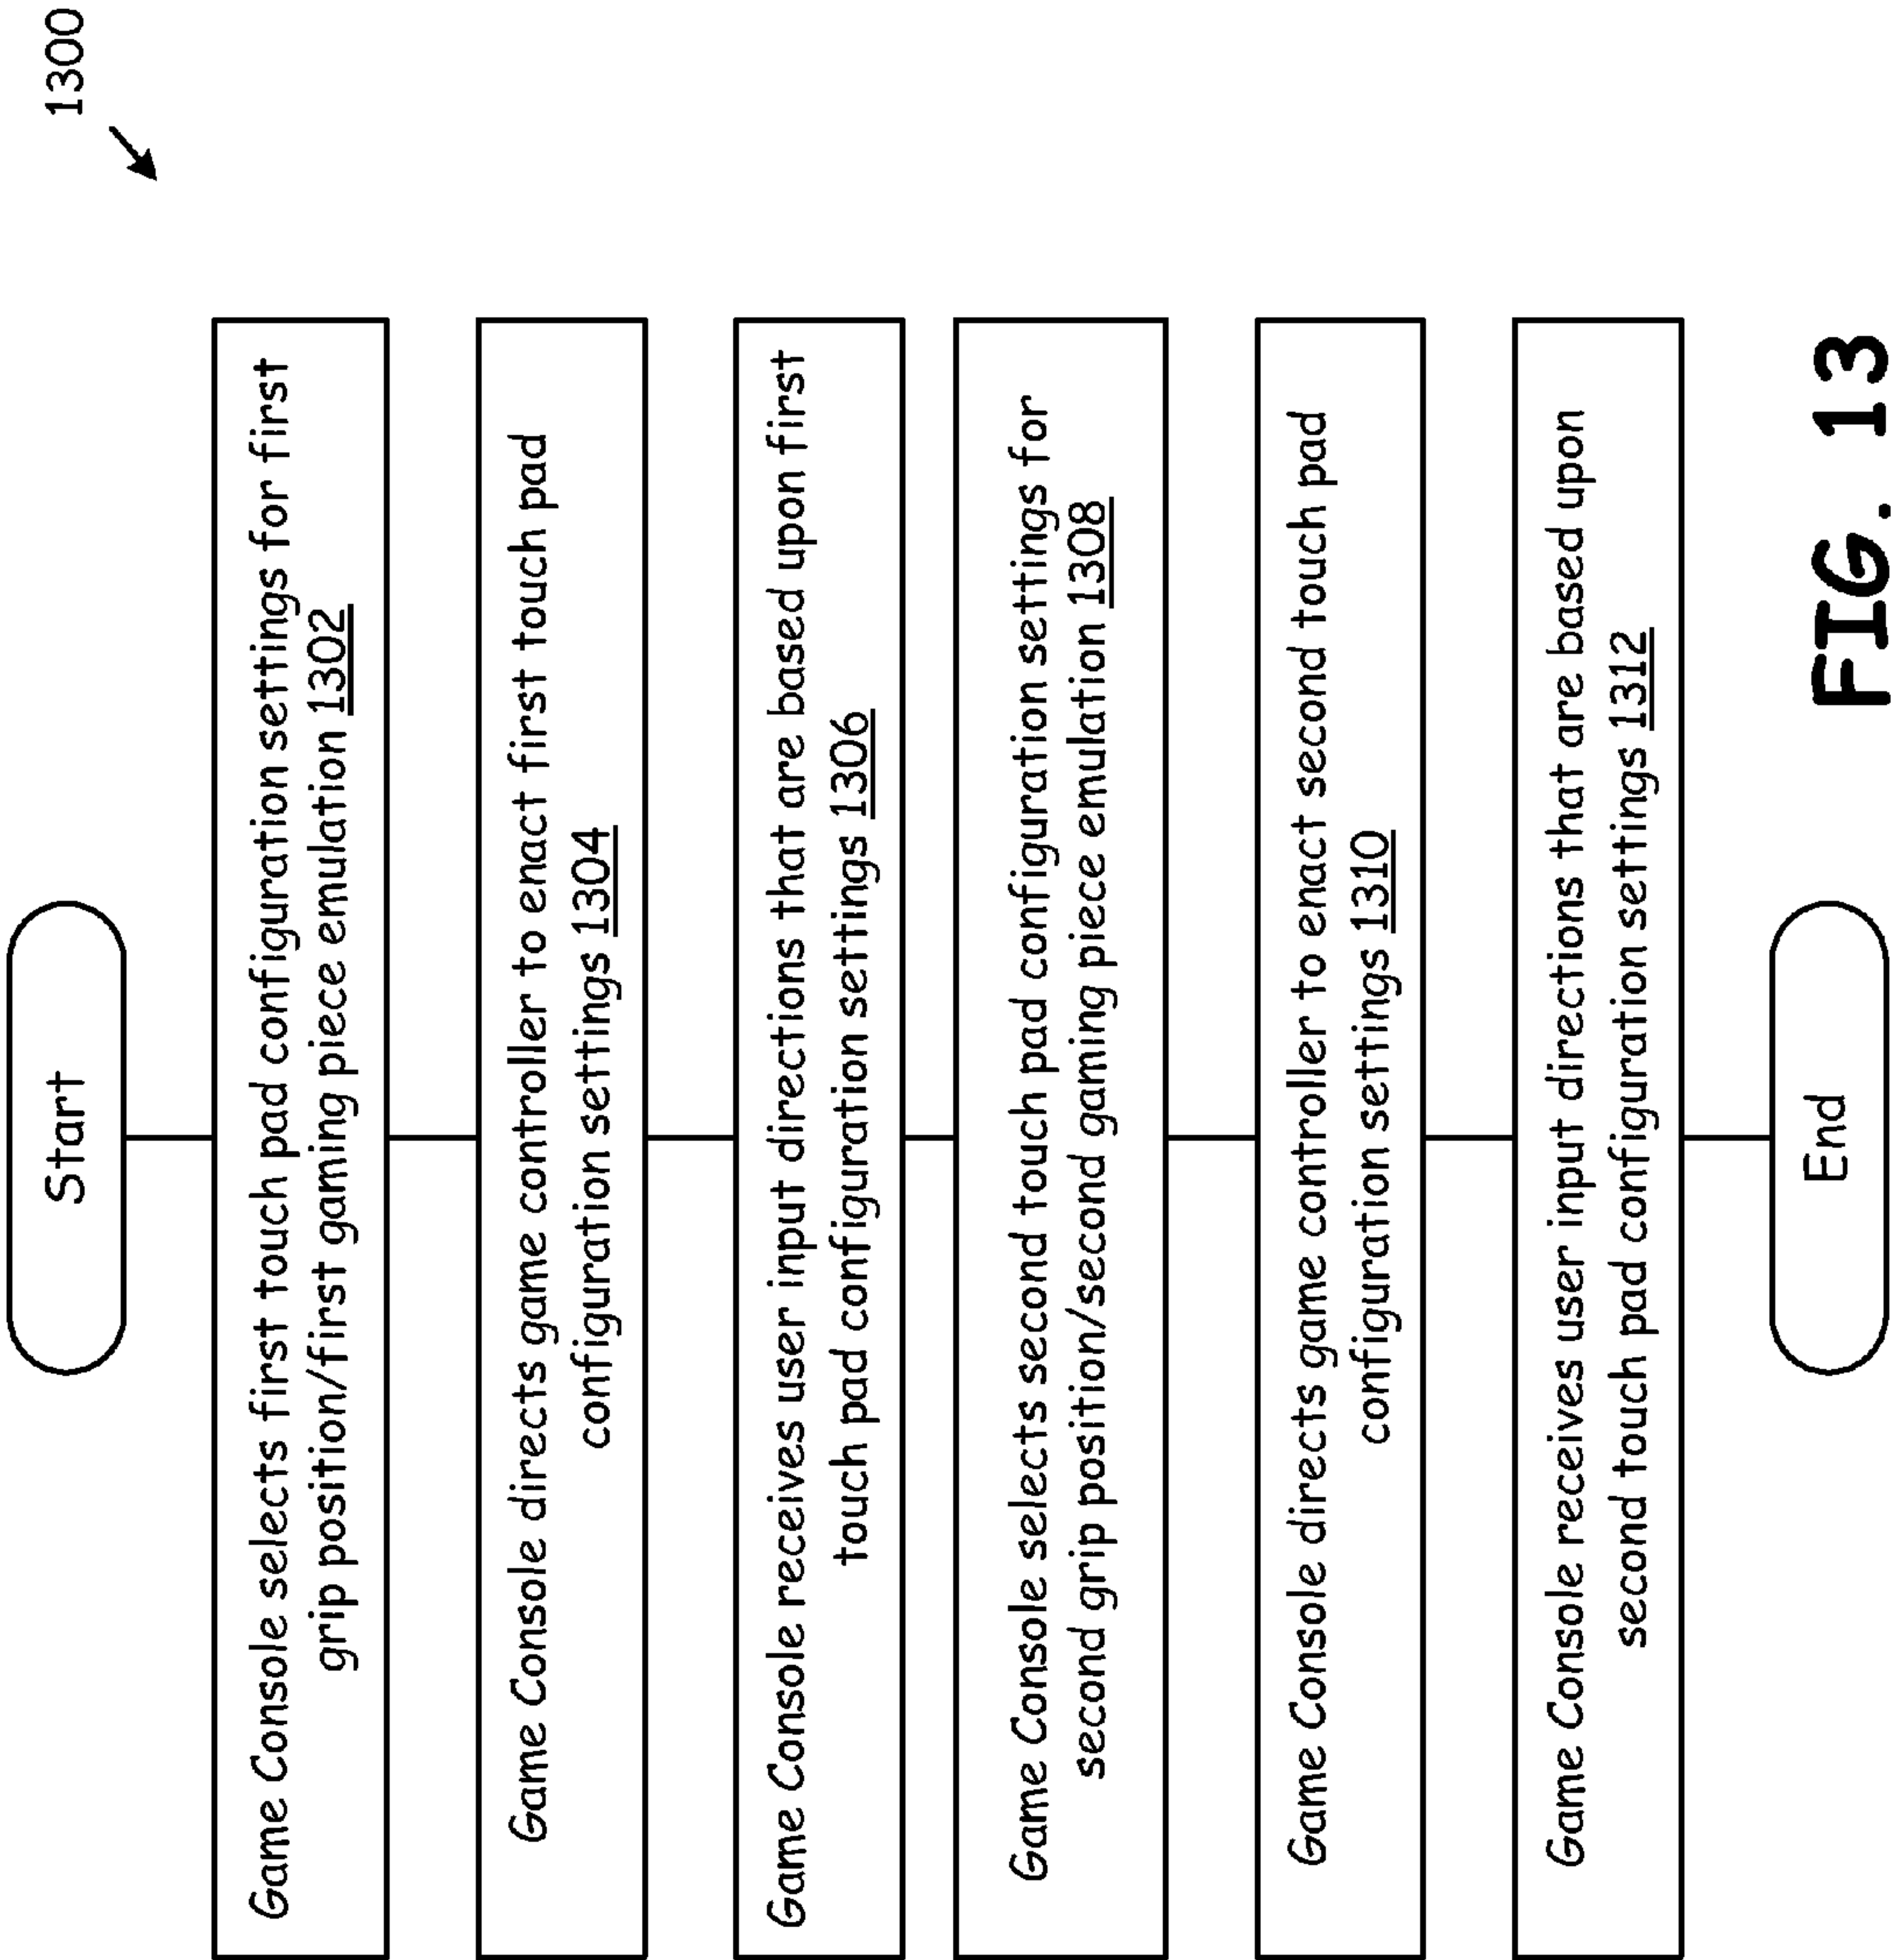 1300
Start
Game Console selects first touch pad configuration settings for first
grip position/first gaming piece emulation 1302
Game Console directs game controller to enact first touch pad
configuration settings 1304
Game Console receives user input directions that are based upon first
touch pad configuration settings 1306
Game Console selects second touch pad configuration settings for
second grip position/second gaming piece emulation 1308
Game Console directs game controller to enact second touch pad
configuration settings 1310
Game Console receives user input directions that are based upon
second touch pad configuration settings 1312
End
FIG. 13